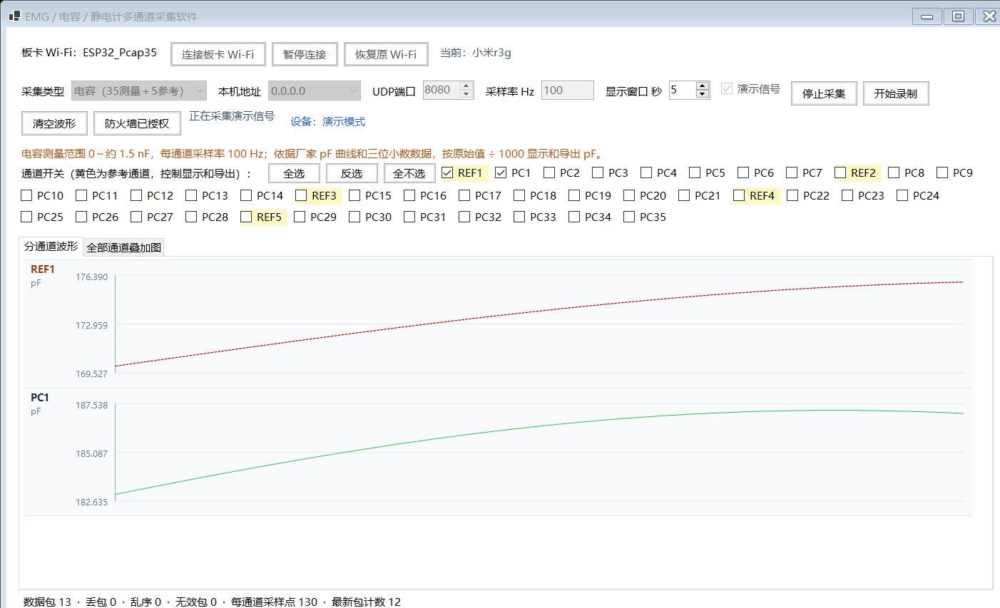 EMG / 电容 / 静电计多通道采集软件
板卡 Wi-Fi：ESP32_Pcap35 连接板卡 Wi-Fi 暂停连接 恢复原 Wi-Fi 当前：小米r3g
采集类型 电容（35测量＋5参考） 本机地址 0.0.0.0 UDP端口 8080 采样率 Hz 100 显示窗口 秒 5 演示信号 停止采集 开始录制
清空波形 防火墙已授权 正在采集演示信号 设备：演示模式
电容测量范围 0～约 1.5 nF，每通道采样率 100 Hz；依据厂家 pF 曲线和三位小数数据，按原始值 ÷ 1000 显示和导出 pF。
通道开关（黄色为参考通道，控制显示和导出）： 全选 反选 全不选 REF1 PC1 PC2 PC3 PC4 PC5 PC6 PC7 REF2 PC8 PC9
PC10 PC11 PC12 PC13 PC14 REF3 PC15 PC16 PC17 PC18 PC19 PC20 PC21 REF4 PC22 PC23 PC24
PC25 PC26 PC27 PC28 REF5 PC29 PC30 PC31 PC32 PC33 PC34 PC35
分通道波形 全部通道叠加图
REF1
pF
176.390
172.959
169.527
PC1
pF
187.538
185.087
182.635
数据包 13 · 丢包 0 · 乱序 0 · 无效包 0 · 每通道采样点 130 · 最新包计数 12